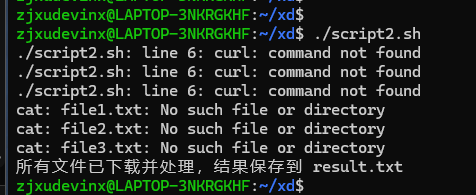 zjxudevinx@LAPTOP-3NKRGKHF:~/xd$
zjxudevinx@LAPTOP-3NKRGKHF:~/xd$
zjxudevinx@LAPTOP-3NKRGKHF:~/xd$ ./script2.sh
./script2.sh: line 6: curl: command not found
./script2.sh: line 6: curl: command not found
./script2.sh: line 6: curl: command not found
cat: file1.txt: No such file or directory
cat: file2.txt: No such file or directory
cat: file3.txt: No such file or directory
所有文件已下载并处理，结果保存到 result.txt
zjxudevinx@LAPTOP-3NKRGKHF:~/xd$